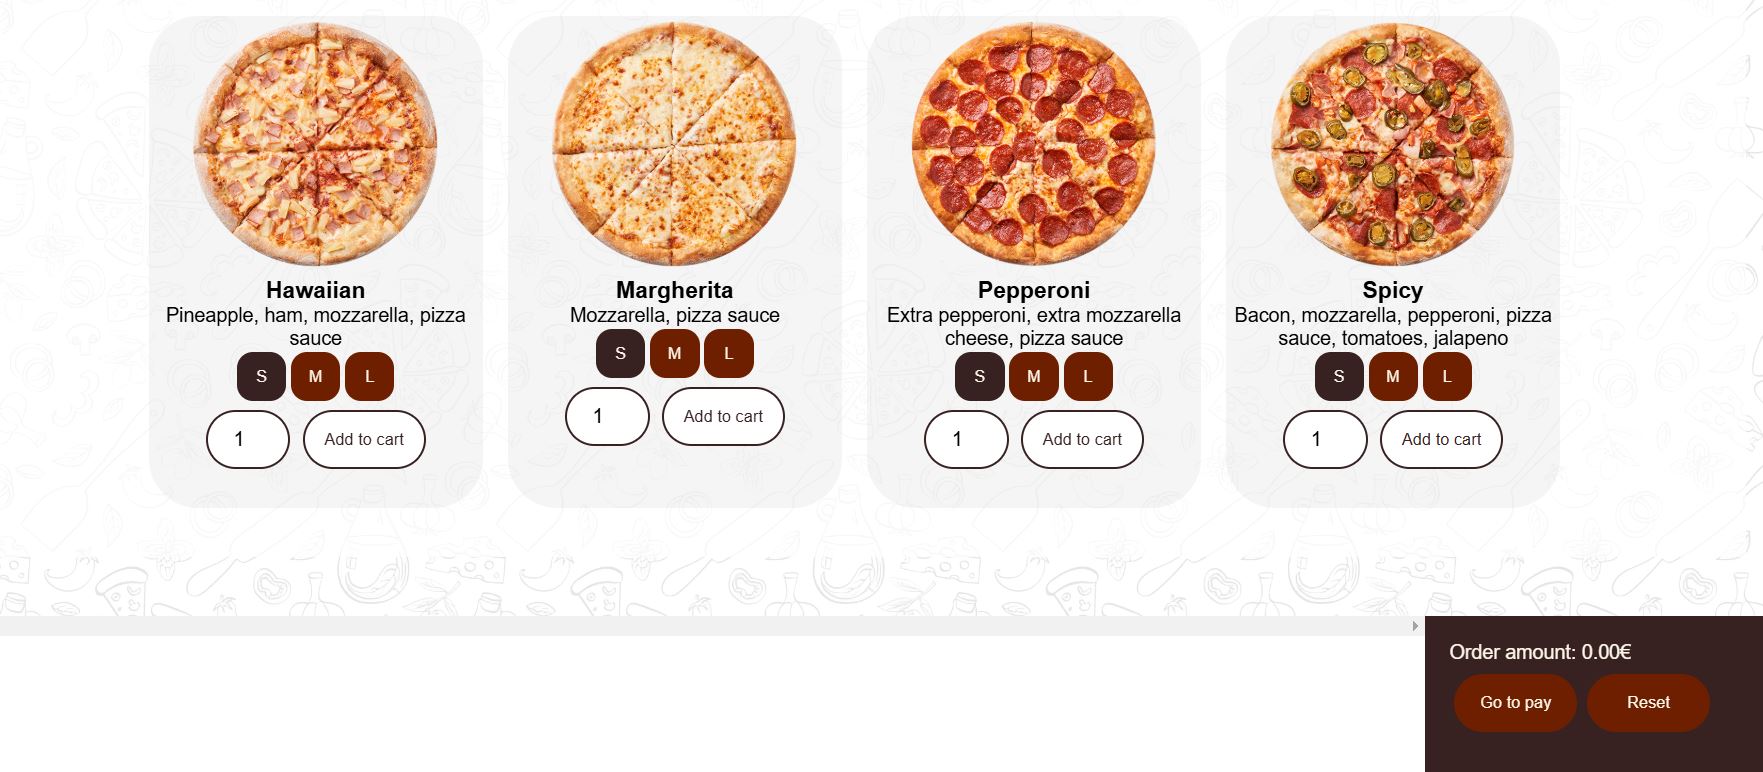 Hawaiian
Pineapple, ham, mozzarella, pizza
sauce
S M L
1 Add to cart
Margherita
Mozzarella, pizza sauce
S M L
1 Add to cart
Pepperoni
Extra pepperoni, extra mozzarella
cheese, pizza sauce
S M L
1 Add to cart
Spicy
Bacon, mozzarella, pepperoni, pizza
sauce, tomatoes, jalapeno
S M L
1 Add to cart
Order amount: 0.00€
Go to pay Reset